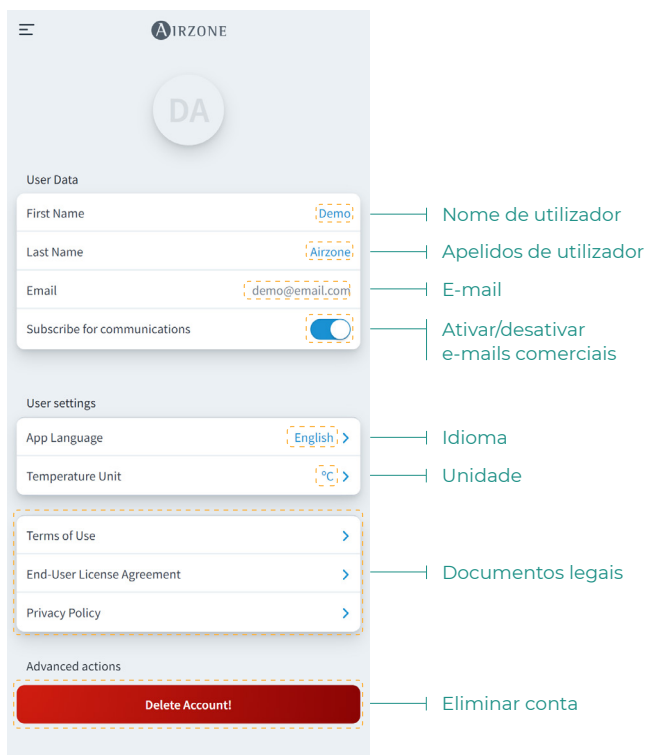 AIRZONE
DA
User Data
First Name Demo Nome de utilizador
Last Name Airzone Apelidos de utilizador
Email demo@email.com E-mail
Subscribe for communications Ativar/desativar
e-mails comerciais
User settings
App Language English Idioma
Temperature Unit °C Unidade
Terms of Use
End-User License Agreement Documentos legais
Privacy Policy
Advanced actions
Delete Account! Eliminar conta